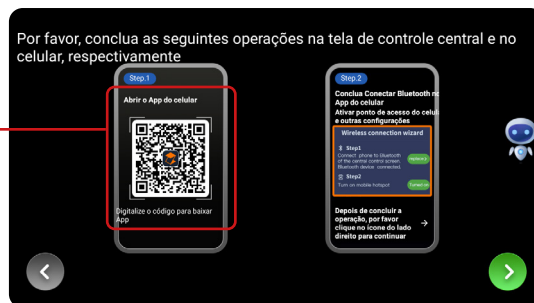 Por favor, conclua as seguintes operações na tela de controle central e no
celular, respectivamente
Step.1
Abrir o App do celular
Digitalize o código para baixar
App
Step.2
Conclua Conectar Bluetooth no
App do celular
Ativar ponto de acesso do celul
e outras configurações
Wireless connection wizard
Step1
Connect phone to Bluetooth
of the central control screen.
Bluetooth device connected.
Step2
Turn on mobile hotspot
Turned on
Depois de concluir a
operação, por favor
clique no ícone do lado
direito para continuar